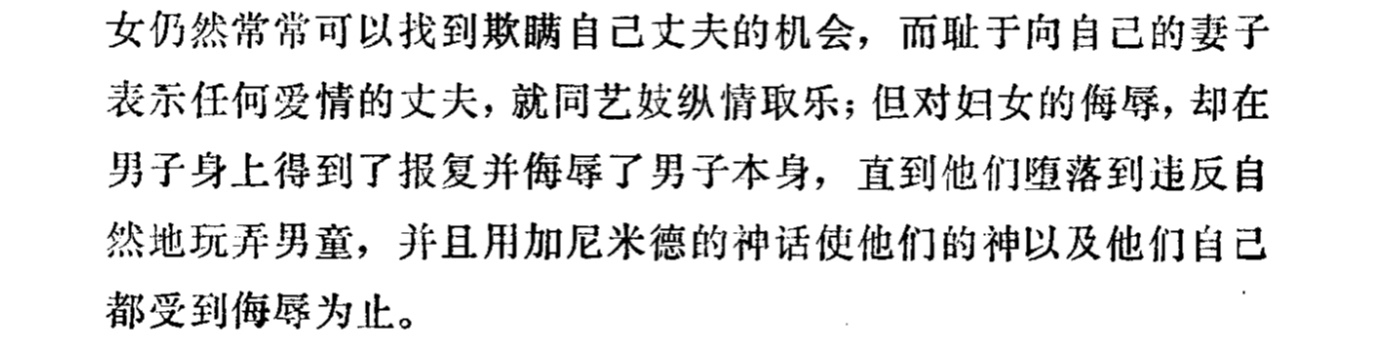 女仍然常常可以找到欺瞒自己丈夫的机会，而耻于向自己的妻子
表示任何爱情的丈夫，就同艺妓纵情取乐；但对妇女的侮辱，却在
男子身上得到了报复并侮辱了男子本身，直到他们堕落到违反自
然地玩弄男童，并且用加尼米德的神话使他们的神以及他们自己
都受到侮辱为止。